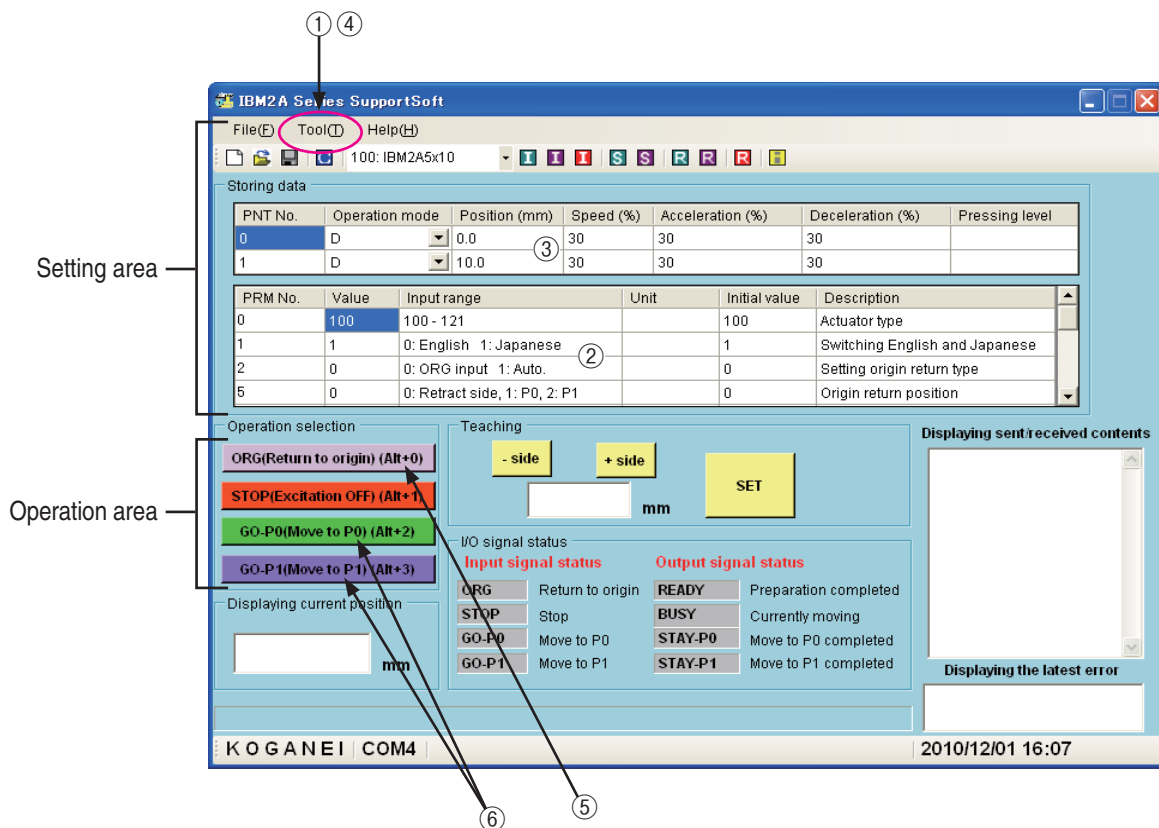 ① ④
IBM2A Series SupportSoft
File(F) Tool(T) Help(H)
100: IBM2A5x10 I I I S S R R R
Setting area
Storing data
PNT No. Operation mode Position (mm) Speed (%) Acceleration (%) Deceleration (%) Pressing level
0 D 0.0 30 30 30
③
1 D 10.0 30 30 30
PRM No. Value Input range Unit Initial value Description
0 100 100 - 121 100 Actuator type
1 1 0: English 1: Japanese 1 Switching English and Japanese
②
2 0 0: ORG input 1: Auto. 0 Setting origin return type
5 0 0: Retract side, 1: P0, 2: P1 0 Origin return position
Operation area
Operation selection
ORG(Return to origin) (Alt+0)
STOP(Excitation OFF) (Alt+1)
GO-P0(Move to P0) (Alt+2)
GO-P1(Move to P1) (Alt+3)
Displaying current position
mm
Teaching
- side + side
SET
mm
I/O signal status
Input signal status Output signal status
ORG Return to origin READY Preparation completed
STOP Stop BUSY Currently moving
GO-P0 Move to P0 STAY-P0 Move to P0 completed
GO-P1 Move to P1 STAY-P1 Move to P1 completed
Displaying sent/received contents
Displaying the latest error
KOGANEI COM4 2010/12/01 16:07
⑤
⑥